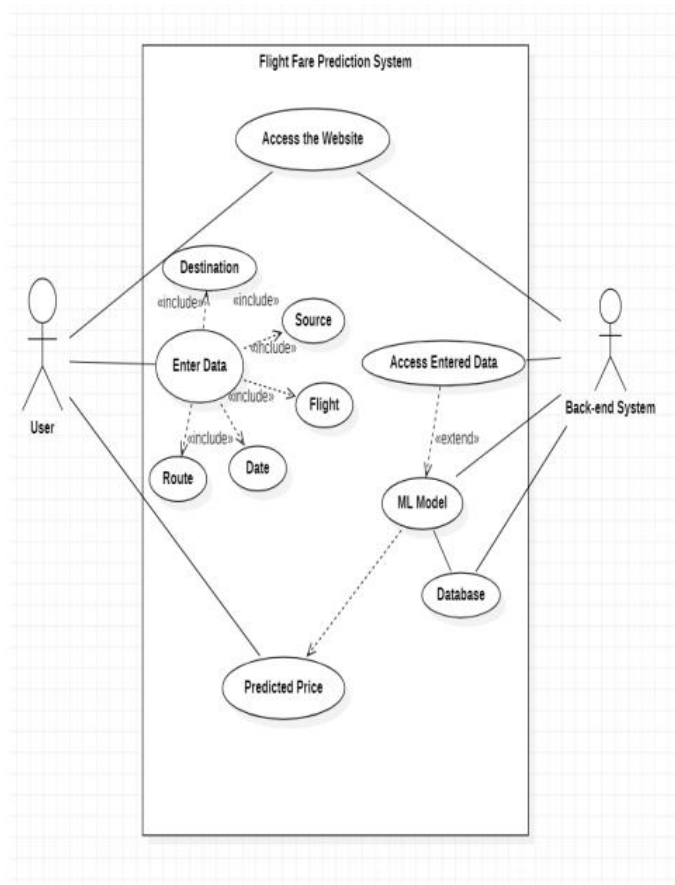 Flight Fare Prediction System
Access the Website
Destination
«include»
«include»
Source
«include»
Enter Data
Access Entered Data
«include»
Flight
User
Back-end System
«include»
«extend»
Route
Date
ML Model
Database
Predicted Price